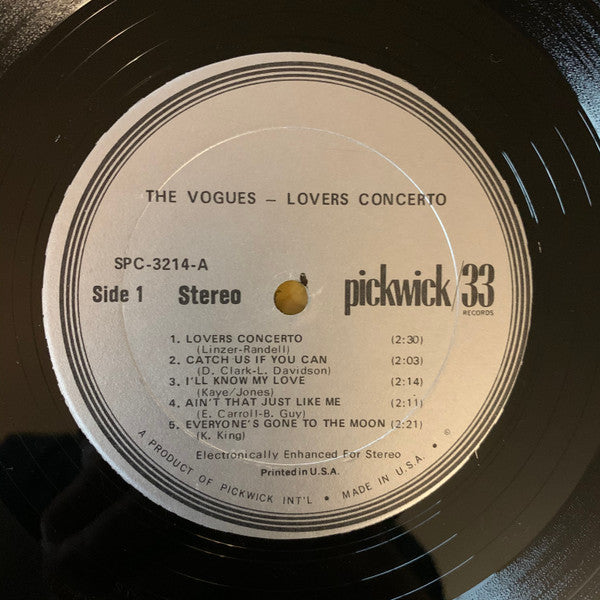 THE VOGUES – LOVERS CONCERTO
SPC-3214-A
Side 1 Stereo
pickwick/33
RECORDS
1. LOVERS CONCERTO (2:30)
(Linzer-Randell)
2. CATCH US IF YOU CAN (2:03)
(D. Clark-L. Davidson)
3. I'LL KNOW MY LOVE (2:14)
(Kaye/Jones)
4. AIN'T THAT JUST LIKE ME (2:11)
(E. Carroll-B. Guy)
5. EVERYONE'S GONE TO THE MOON (2:21)
(K. King)
Electronically Enhanced For Stereo
Printed in U.S.A.
A PRODUCT OF PICKWICK INT'L • MADE IN U.S.A. • ©